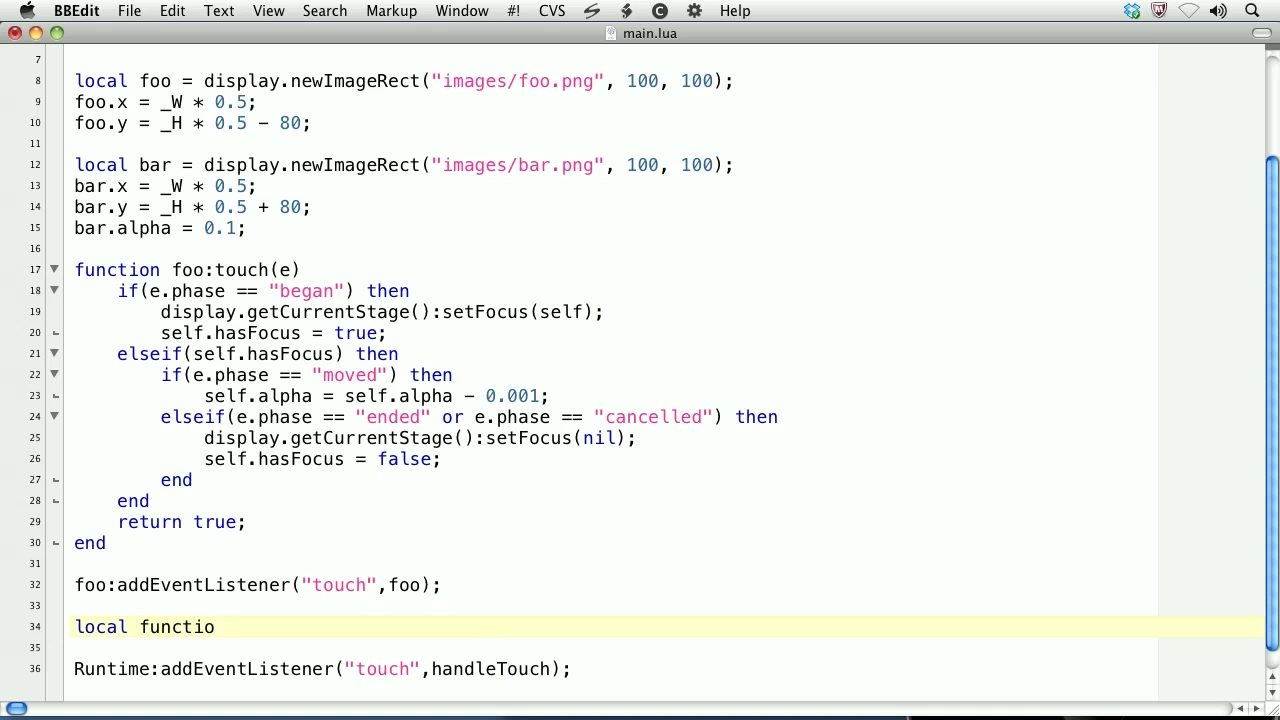 BBEdit File Edit Text View Search Markup Window #! CVS Help
main.lua
7
8 local foo = display.newImageRect("images/foo.png", 100, 100);
9 foo.x = _W * 0.5;
10 foo.y = _H * 0.5 - 80;
11
12 local bar = display.newImageRect("images/bar.png", 100, 100);
13 bar.x = _W * 0.5;
14 bar.y = _H * 0.5 + 80;
15 bar.alpha = 0.1;
16
17 function foo:touch(e)
18 if(e.phase == "began") then
19 display.getCurrentStage():setFocus(self);
20 self.hasFocus = true;
21 elseif(self.hasFocus) then
22 if(e.phase == "moved") then
23 self.alpha = self.alpha - 0.001;
24 elseif(e.phase == "ended" or e.phase == "cancelled") then
25 display.getCurrentStage():setFocus(nil);
26 self.hasFocus = false;
27 end
28 end
29 return true;
30 end
31
32 foo:addEventListener("touch",foo);
33
34 local functio
35
36 Runtime:addEventListener("touch",handleTouch);